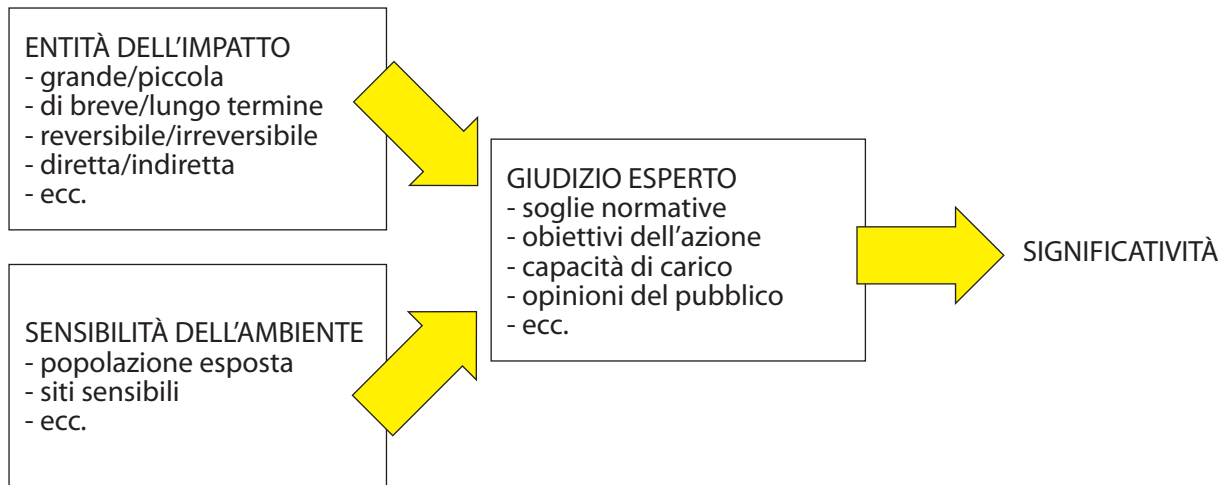 ENTITÀ DELL’IMPATTO
- grande/piccola
- di breve/lungo termine
- reversibile/irreversibile
- diretta/indiretta
- ecc.
SENSIBILITÀ DELL’AMBIENTE
- popolazione esposta
- siti sensibili
- ecc.
GIUDIZIO ESPERTO
- soglie normative
- obiettivi dell’azione
- capacità di carico
- opinioni del pubblico
- ecc.
SIGNIFICATIVITÀ